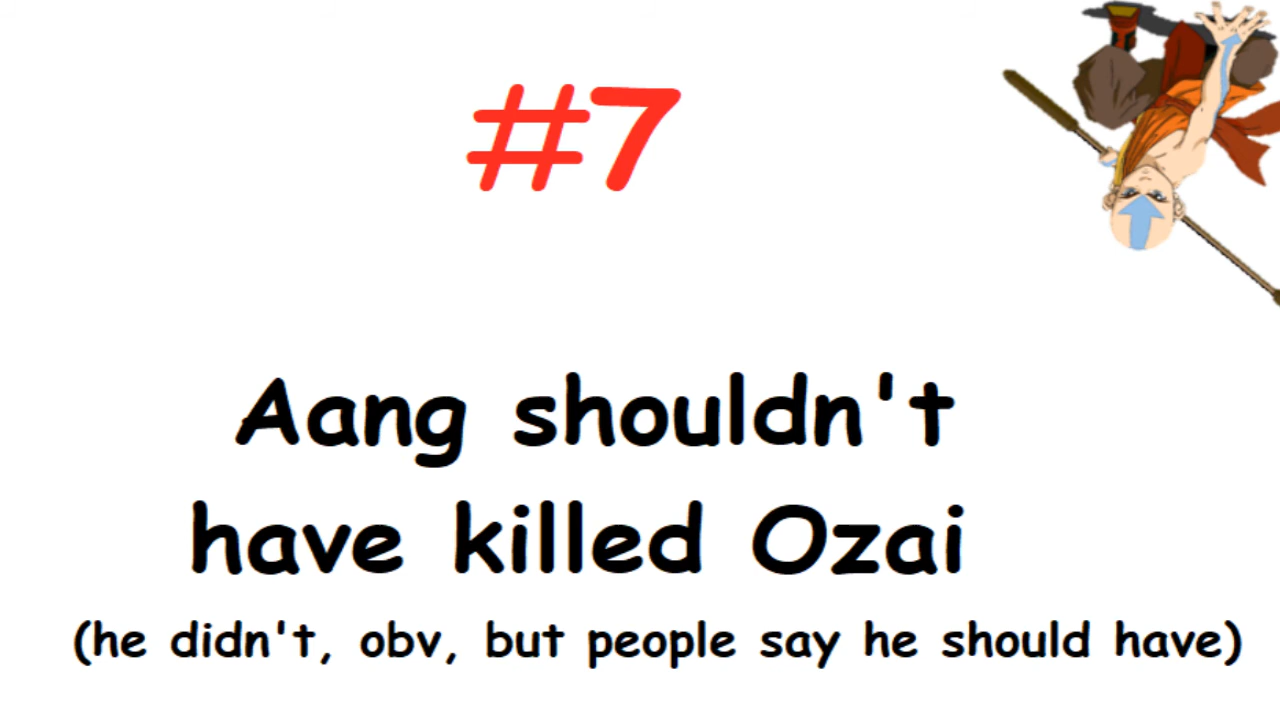 #7
Aang shouldn't
have killed Ozai
(he didn't, obv, but people say he should have)